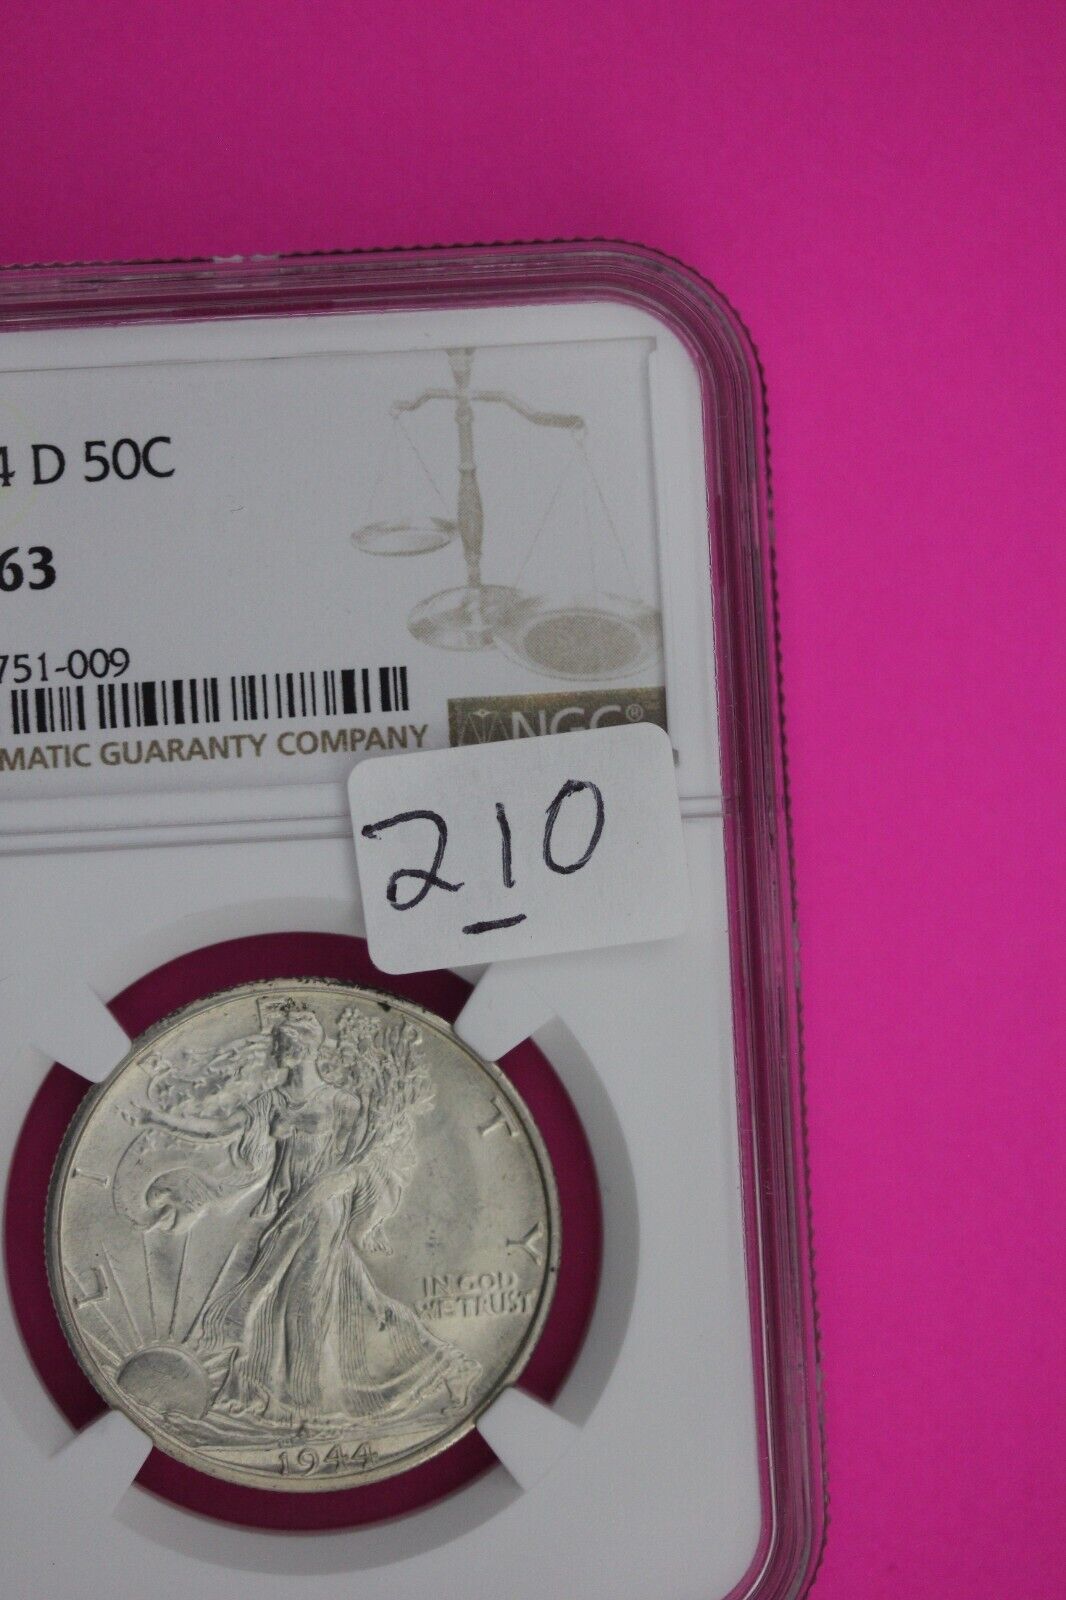 4 D 50C
63
751-009
MATIC GUARANTY COMPANY
NGC®
210
LIBERTY
IN GOD
WE TRUST
1944